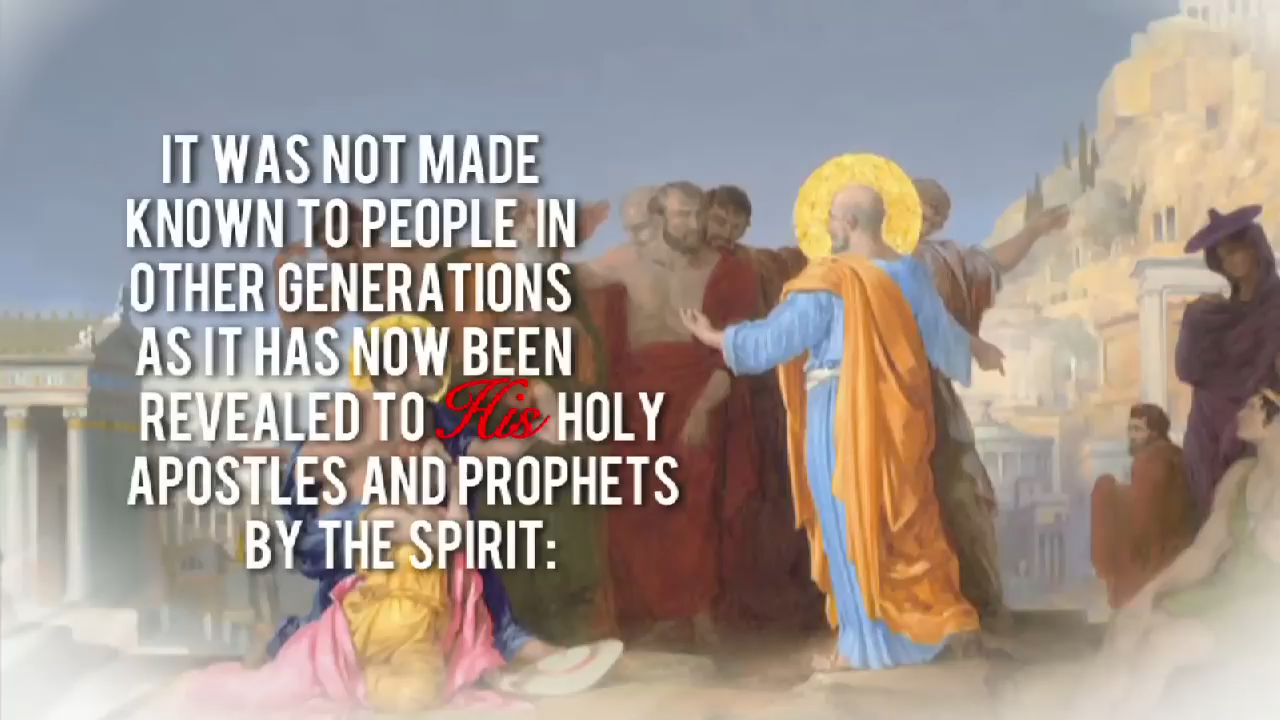 IT WAS NOT MADE
KNOWN TO PEOPLE IN
OTHER GENERATIONS
AS IT HAS NOW BEEN
REVEALED TO His HOLY
APOSTLES AND PROPHETS
BY THE SPIRIT: